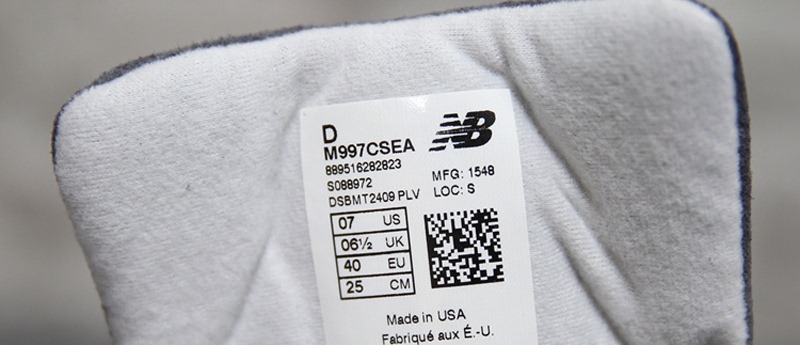 D
M997CSEA
NB
889516282823
S088972
DSBMT2409 PLV
MFG: 1548
LOC: S
07 US
06½ UK
40 EU
25 CM
Made in USA
Fabriqué aux É.-U.